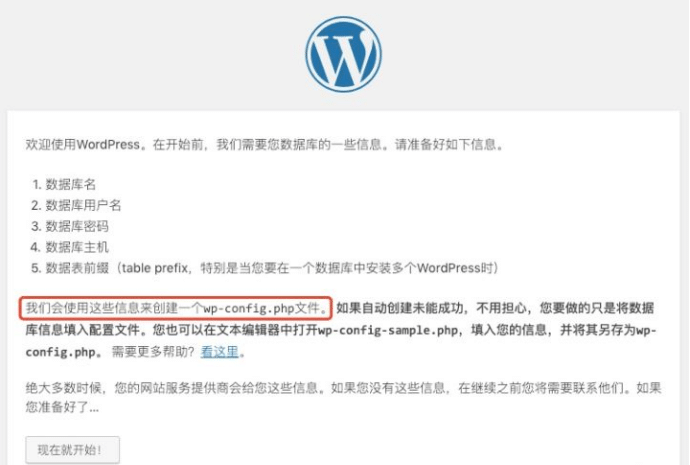 欢迎使用WordPress。在开始前，我们需要您数据库的一些信息。请准备好如下信息。
1. 数据库名
2. 数据库用户名
3. 数据库密码
4. 数据库主机
5. 数据表前缀（table prefix，特别是当您要在一个数据库中安装多个WordPress时）
我们会使用这些信息来创建一个wp-config.php文件。如果自动创建未能成功，不用担心，您要做的只是将数据
库信息填入配置文件。您也可以在文本编辑器中打开wp-config-sample.php，填入您的信息，并将其另存为wp-
config.php。 需要更多帮助？看这里。
绝大多数时候，您的网站服务提供商会给您这些信息。如果您没有这些信息，在继续之前您将需要联系他们。如果
您准备好了...
现在就开始！